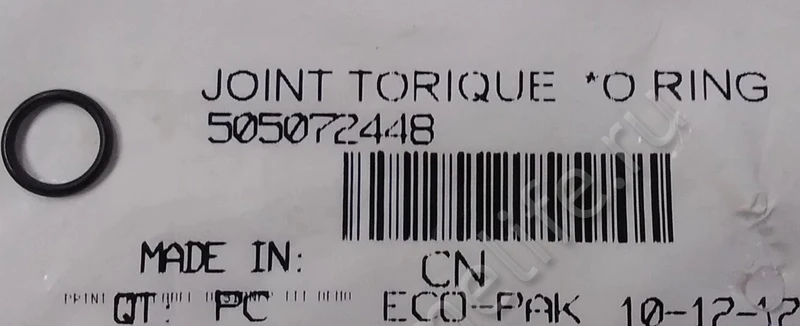 JOINT TORIQUE *O RING
505072448
MADE IN: CN
QT: PC ECO-PAK 10-12-12